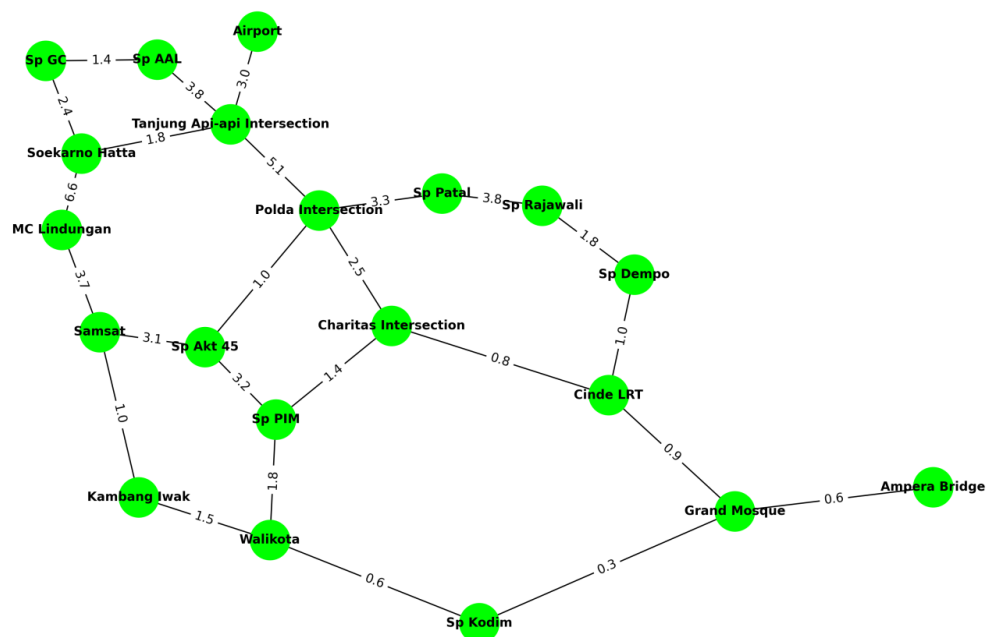 Airport
Sp GC
1.4
Sp AAL
3.0
3.8
2.4
Tanjung Api-api Intersection
1.8
Soekarno Hatta
5.1
6.6
Sp Patal
3.3
3.8
Sp Rajawali
Polda Intersection
MC Lindungan
1.8
2.5
Sp Dempo
3.7
1.0
Charitas Intersection
Samsat
3.1
1.0
Sp Akt 45
0.8
1.4
3.2
Cinde LRT
1.0
Sp PIM
0.9
1.8
Ampera Bridge
Kambang Iwak
0.6
Grand Mosque
1.5
Walikota
0.3
0.6
Sp Kodim